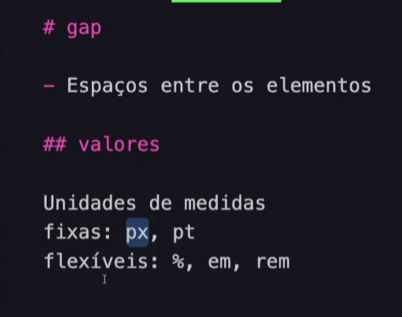 # gap
- Espaços entre os elementos
## valores
Unidades de medidas
fixas: px, pt
flexíveis: %, em, rem